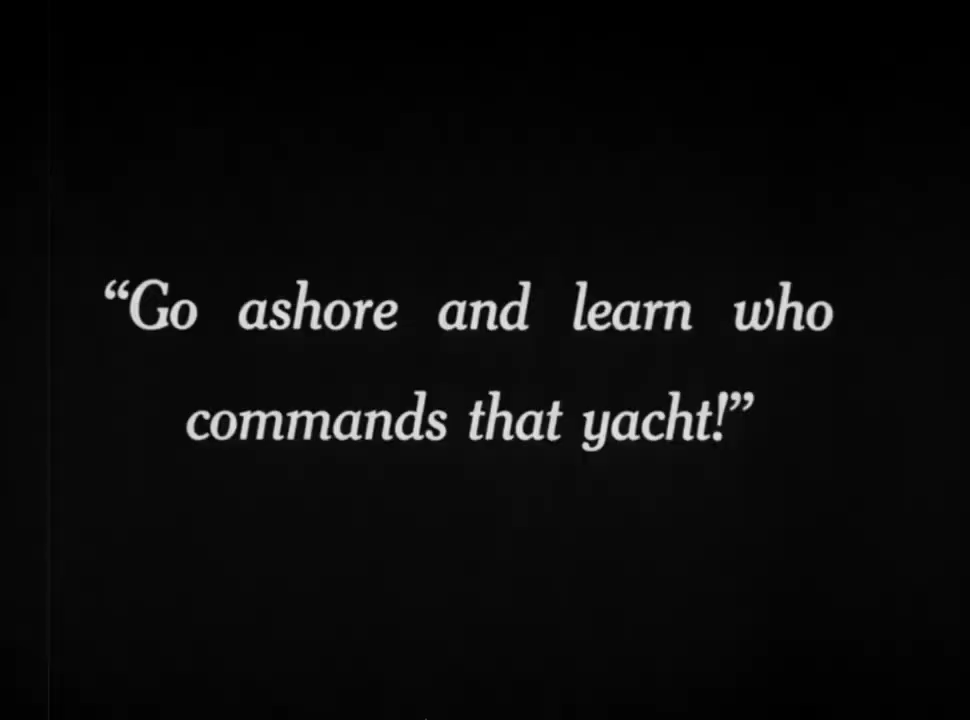 “Go ashore and learn who
commands that yacht!”